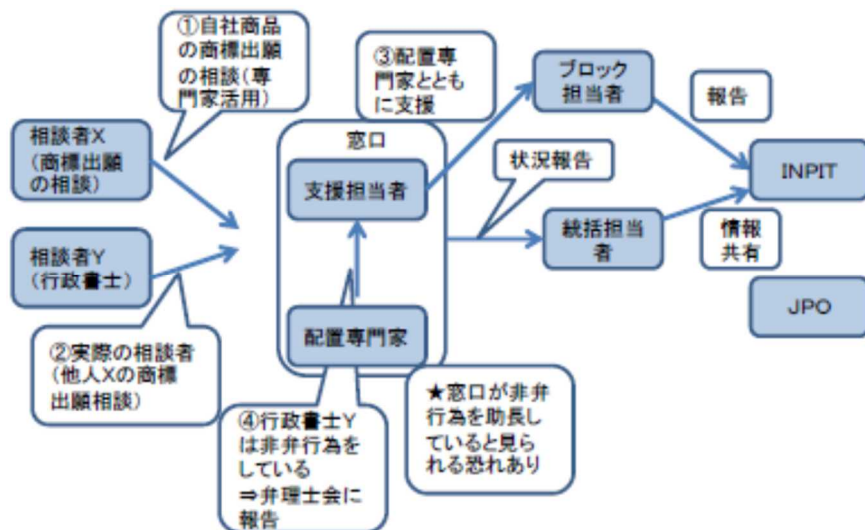 ①自社商品
の商標出願
の相談(専
門家活用)
③配置専
門家ととも
に支援
ブロック
担当者
報告
相談者X
(商標出願
の相談)
窓口
支援担当者
状況報告
INPIT
相談者Y
(行政書士)
統括担当
者
情報
共有
②実際の相談者
(他人Xの商標
出願相談)
配置専門家
JPO
④行政書士Y
は非弁行為を
している
⇒弁理士会に
報告
★窓口が非弁
行為を助長し
ていると見ら
れる恐れあり